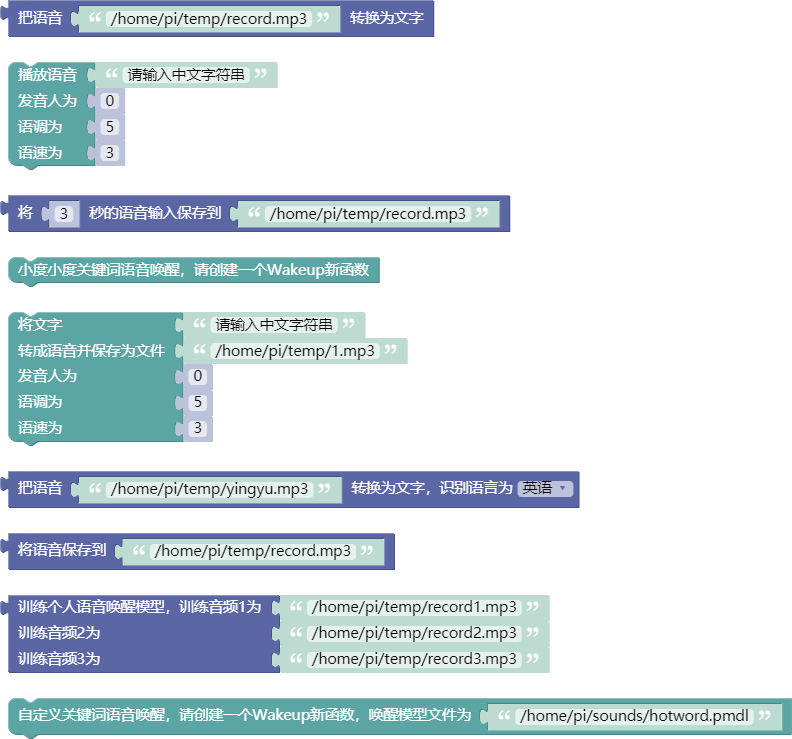 把语音 “ /home/pi/temp/record.mp3 ” 转换为文字
播放语音 “ 请输入中文字符串 ”
发音人为 0
语调为 5
语速为 3
将 3 秒的语音输入保存到 “ /home/pi/temp/record.mp3 ”
小度小度关键词语音唤醒，请创建一个Wakeup新函数
将文字 “ 请输入中文字符串 ”
转成语音并保存为文件 “ /home/pi/temp/1.mp3 ”
发音人为 0
语调为 5
语速为 3
把语音 “ /home/pi/temp/yingyu.mp3 ” 转换为文字，识别语言为 英语
将语音保存到 “ /home/pi/temp/record.mp3 ”
训练个人语音唤醒模型，训练音频1为 “ /home/pi/temp/record1.mp3 ”
训练音频2为 “ /home/pi/temp/record2.mp3 ”
训练音频3为 “ /home/pi/temp/record3.mp3 ”
自定义关键词语音唤醒，请创建一个Wakeup新函数，唤醒模型文件为 “ /home/pi/sounds/hotword.pmdl ”